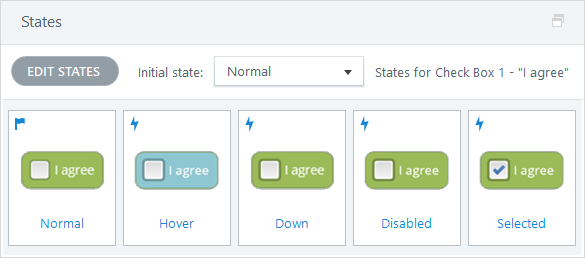 States
EDIT STATES Initial state: Normal States for Check Box 1 - "I agree"
I agree I agree I agree I agree I agree
Normal Hover Down Disabled Selected